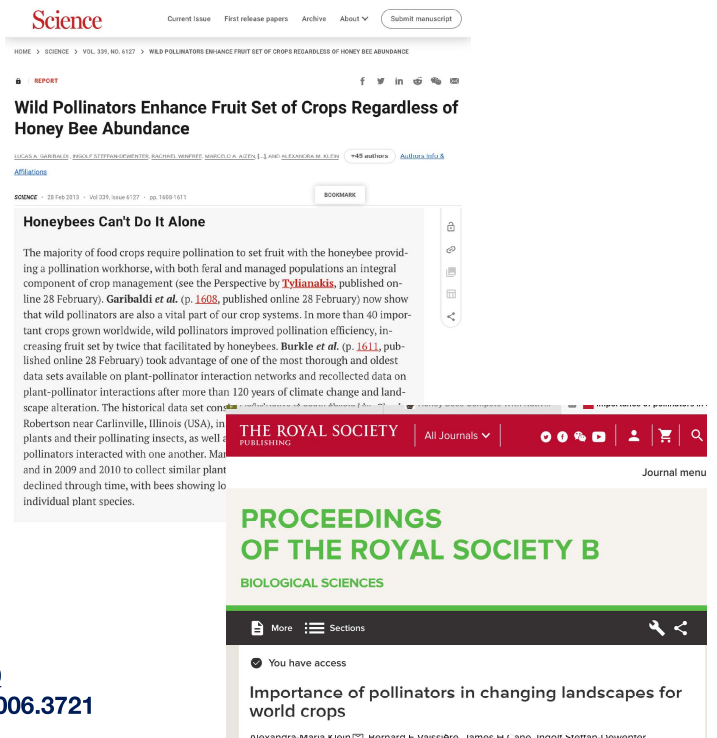 Science
Current Issue First release papers Archive About Submit manuscript
HOME > SCIENCE > VOL. 339, NO. 6127 > WILD POLLINATORS ENHANCE FRUIT SET OF CROPS REGARDLESS OF HONEY BEE ABUNDANCE
REPORT
Wild Pollinators Enhance Fruit Set of Crops Regardless of
Honey Bee Abundance
LUCAS A. GARIBALDI, INGOLF STEFFAN-DEWENTER, RACHAEL WINFREE, MARCELO A. AIZEN, [...], AND ALEXANDRA M. KLEIN +45 authors Authors Info &
Affiliations
SCIENCE • 28 Feb 2013 • Vol 339, Issue 6127 • pp. 1608-1611
BOOKMARK
Honeybees Can't Do It Alone
The majority of food crops require pollination to set fruit with the honeybee provid-
ing a pollination workhorse, with both feral and managed populations an integral
component of crop management (see the Perspective by Tylianakis, published on-
line 28 February). Garibaldi et al. (p. 1608, published online 28 February) now show
that wild pollinators are also a vital part of our crop systems. In more than 40 impor-
tant crops grown worldwide, wild pollinators improved pollination efficiency, in-
creasing fruit set by twice that facilitated by honeybees. Burkle et al. (p. 1611, pub-
lished online 28 February) took advantage of one of the most thorough and oldest
data sets available on plant-pollinator interaction networks and recollected data on
plant-pollinator interactions after more than 120 years of climate change and land-
scape alteration. The historical data set cons
Robertson near Carlinville, Illinois (USA), in
plants and their pollinating insects, as well a
pollinators interacted with one another. Mar
and in 2009 and 2010 to collect similar plant
declined through time, with bees showing lo
individual plant species.
THE ROYAL SOCIETY
PUBLISHING
All Journals
Journal menu
PROCEEDINGS
OF THE ROYAL SOCIETY B
BIOLOGICAL SCIENCES
More Sections
You have access
Importance of pollinators in changing landscapes for
world crops
Alexandra-Maria Klein, Bernard E Vaissière, James H Cane, Ingolf Steffan-Dewenter
006.3721